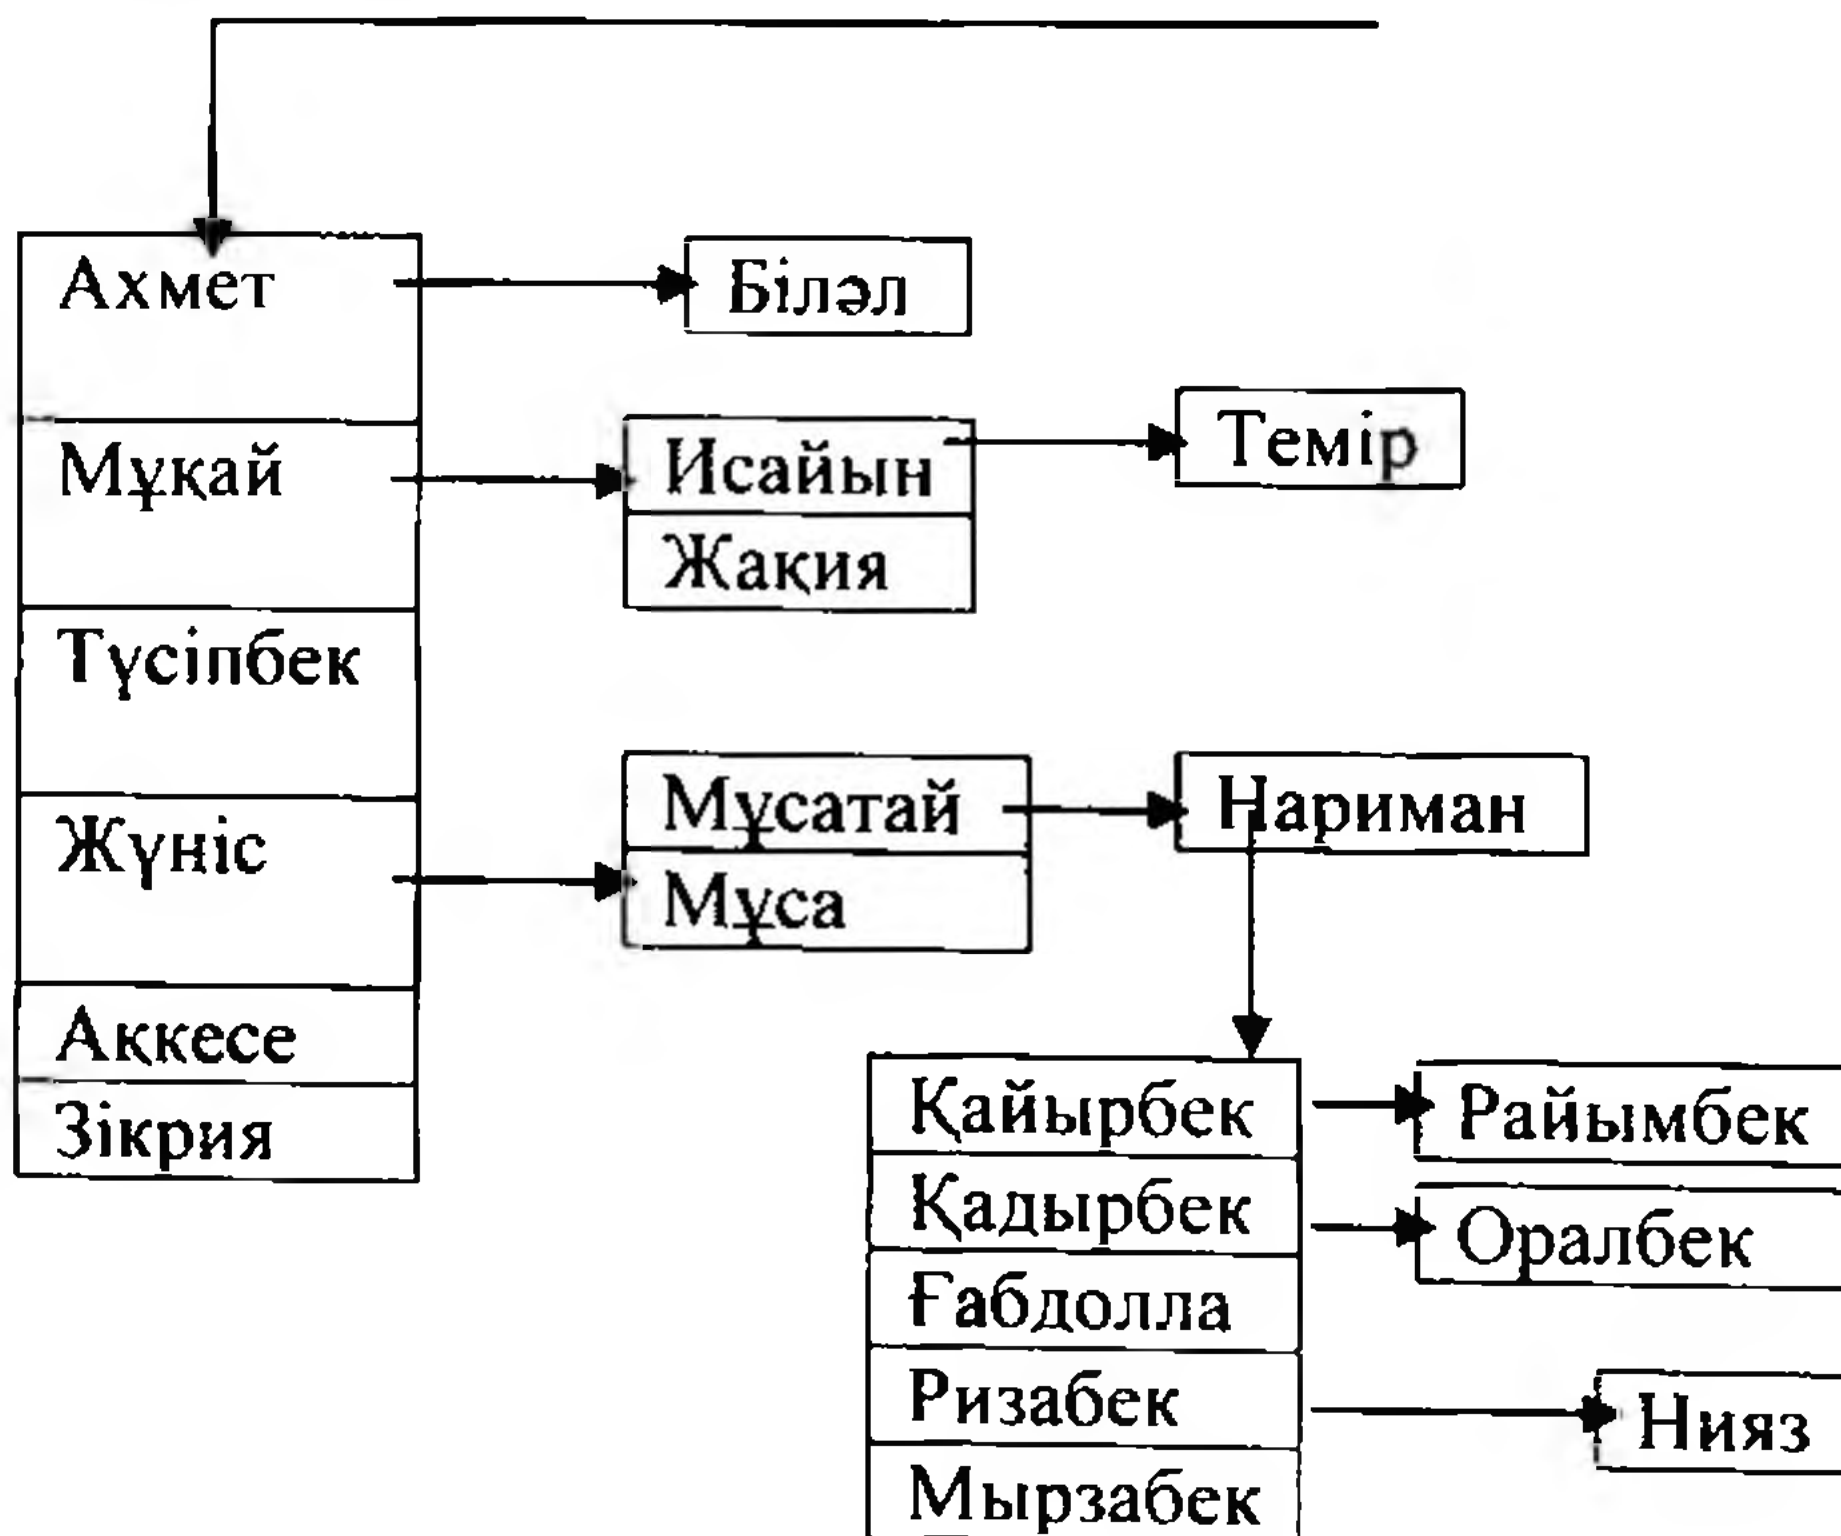 Ахмет
Біләл
Мұқай
Исайын
Темір
Жақия
Түсіпбек
Жүніс
Мұсатай
Нариман
Мұса
Аққесе
Зікрия
Қайырбек
Райымбек
Қадырбек
Оралбек
Ғабдолла
Ризабек
Нияз
Мырзабек